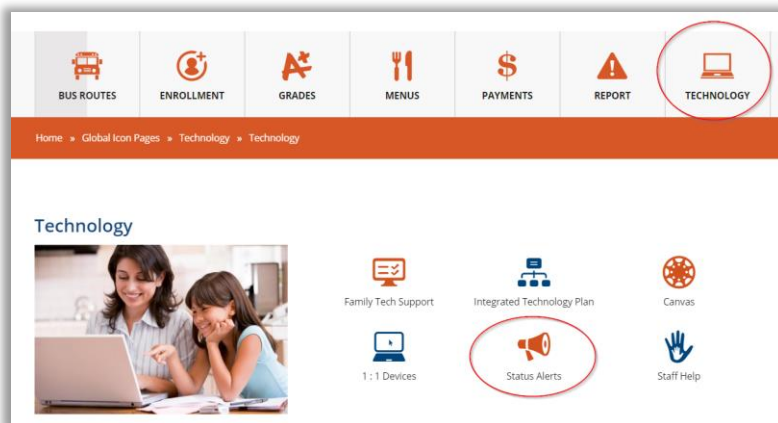 BUS ROUTES ENROLLMENT GRADES MENUS PAYMENTS REPORT TECHNOLOGY
Home » Global Icon Pages » Technology » Technology
Technology
Family Tech Support Integrated Technology Plan Canvas
1 : 1 Devices Status Alerts Staff Help